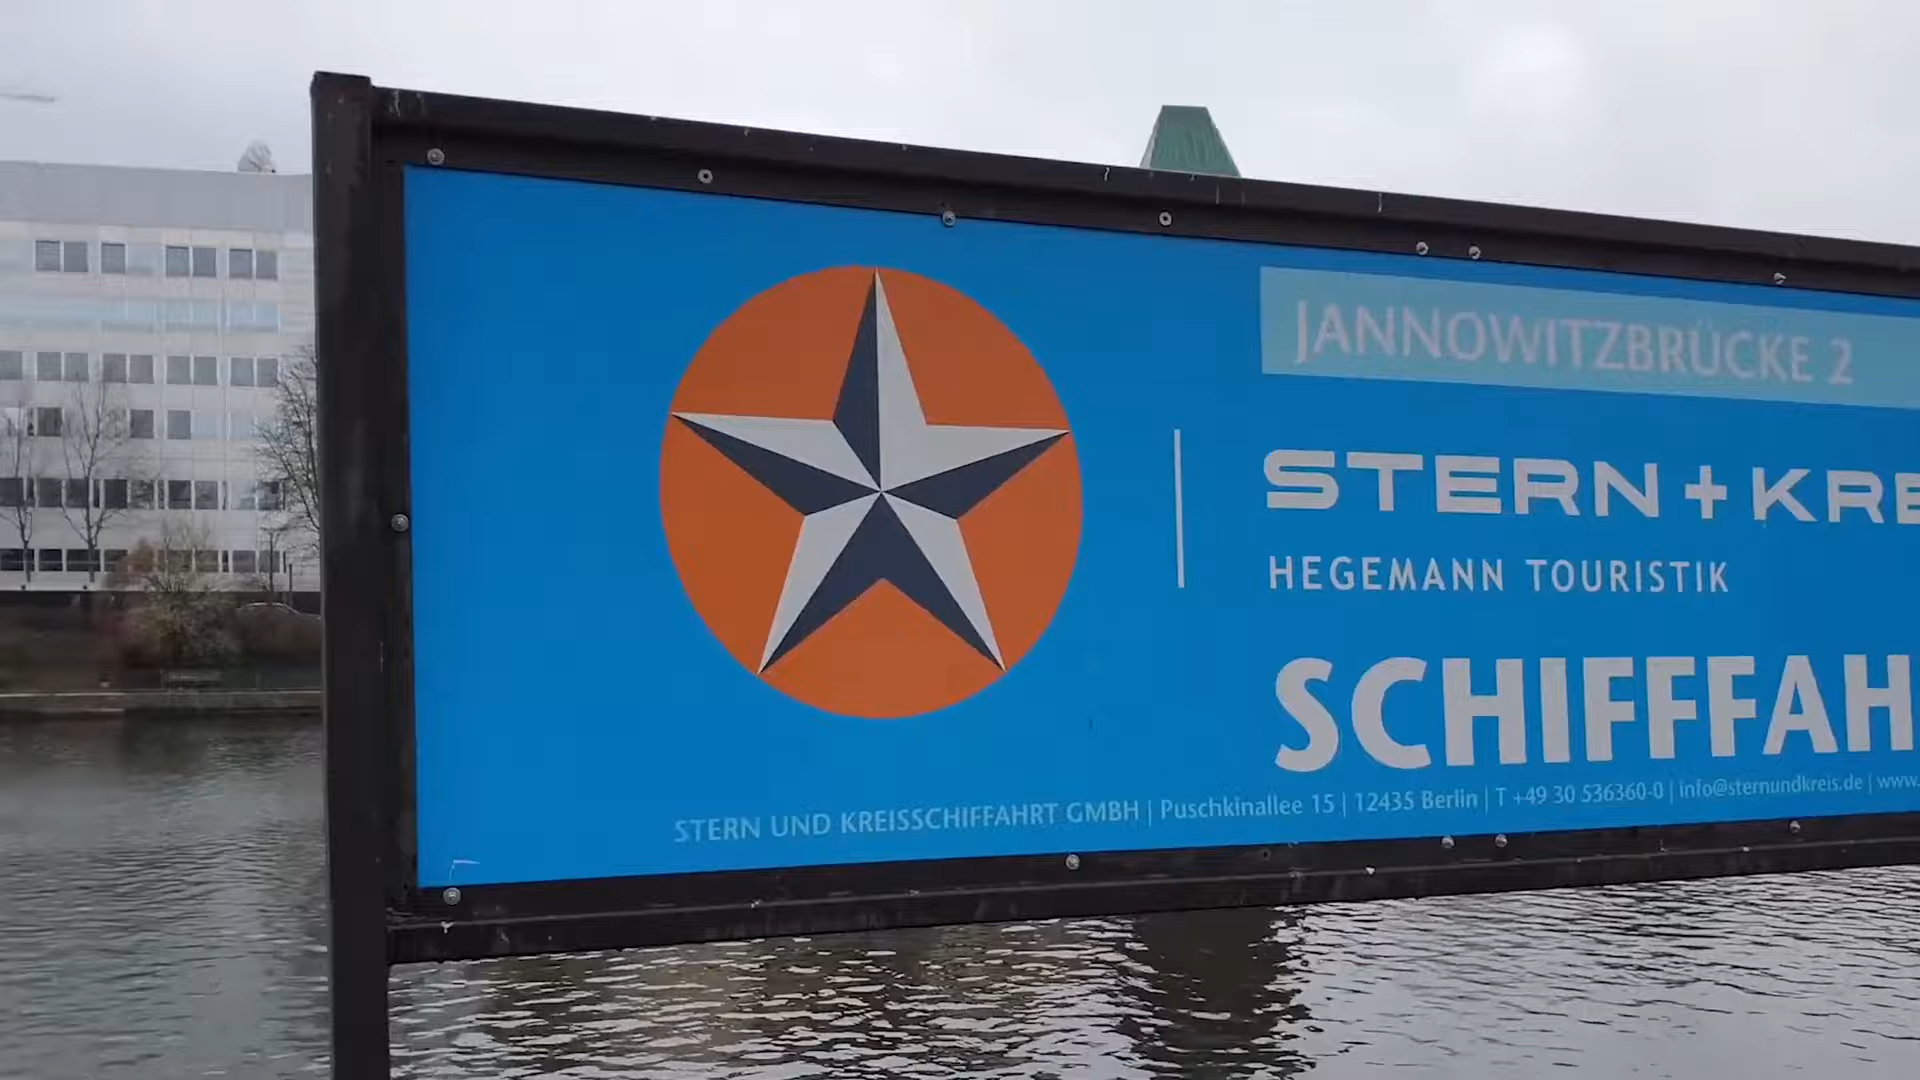 JANNOWITZBRÜCKE 2
STERN+KRE
HEGEMANN TOURISTIK
SCHIFFFAH
STERN UND KREISSCHIFFAHRT GMBH | Puschkinallee 15 | 12435 Berlin | T +49 30 536360-0 | info@sternundkreis.de | www.